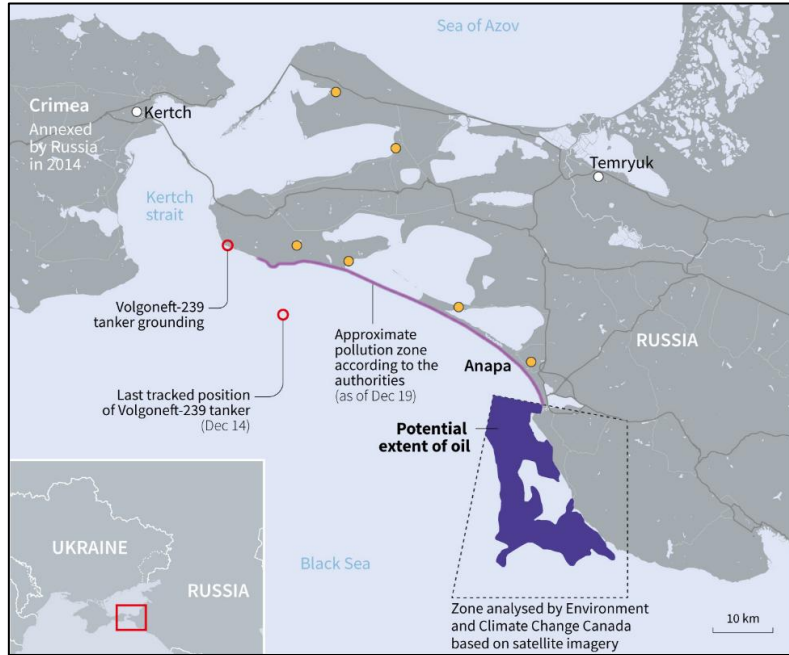 Sea of Azov
Crimea
Annexed
by Russia
in 2014
Kertch
Temryuk
Kertch
strait
Volgoneft-239
tanker grounding
Approximate
pollution zone
according to the
authorities
(as of Dec 19)
RUSSIA
Anapa
Last tracked position
of Volgoneft-239 tanker
(Dec 14)
Potential
extent of oil
UKRAINE
RUSSIA
Black Sea
Zone analysed by Environment
and Climate Change Canada
based on satellite imagery
10 km